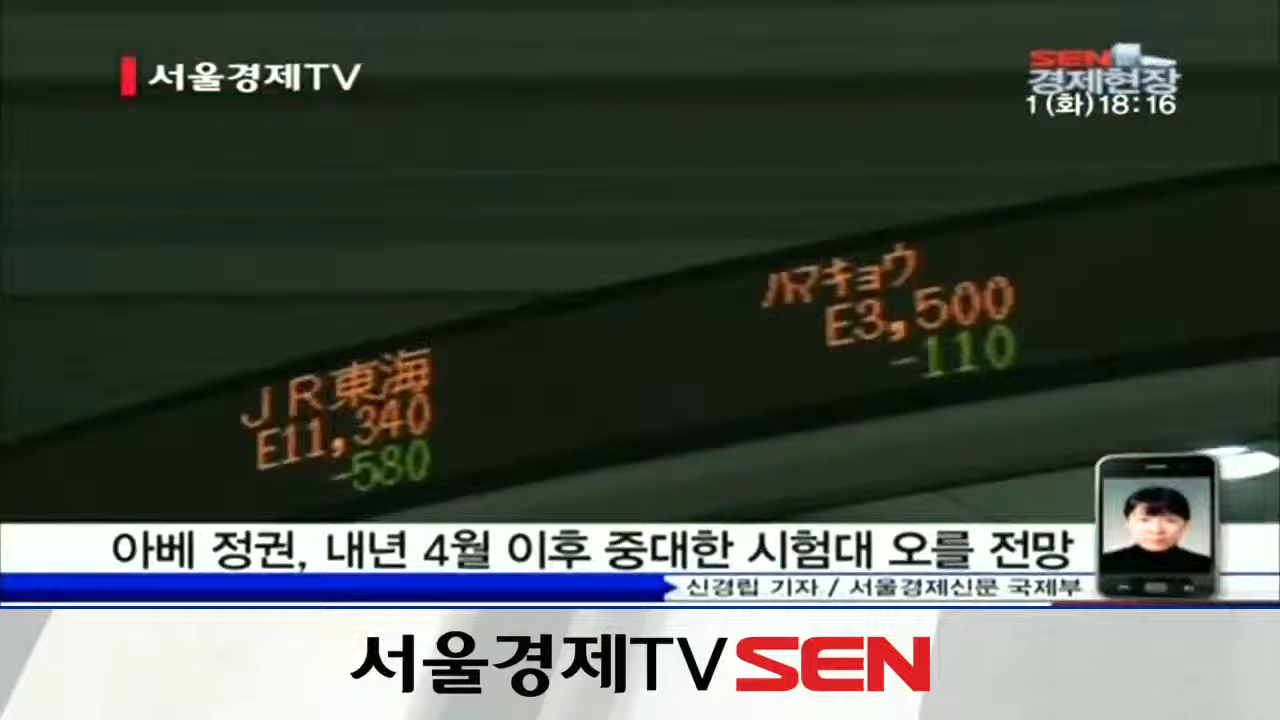 서울경제TV
SEN
경제현장
1(화)18:16
ハマキョウ
E3,500
-110
JR東海
E11,340
-580
아베 정권, 내년 4월 이후 중대한 시험대 오를 전망
신경립 기자 / 서울경제신문 국제부
서울경제TV SEN